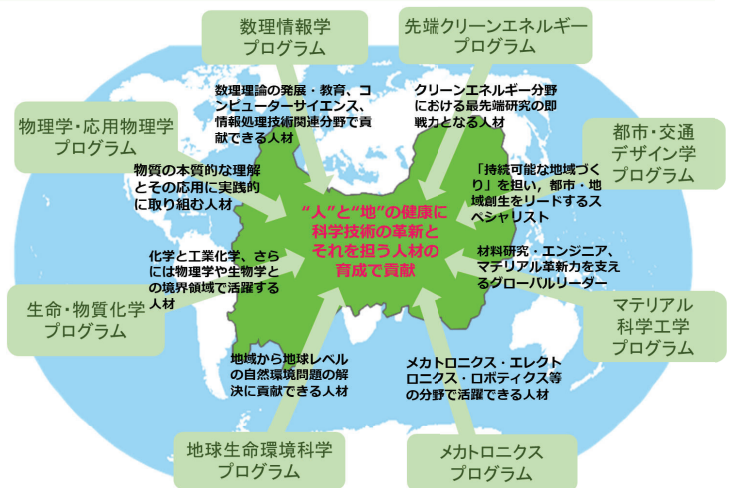 数理情報学
プログラム
先端クリーンエネルギー
プログラム
数理理論の発展・教育、コ
ンピューターサイエンス、
情報処理技術関連分野で貢
献できる人材
クリーンエネルギー分野
における最先端研究の即
戦力となる人材
物理学・応用物理学
プログラム
都市・交通
デザイン学
プログラム
物質の本質的な理解
とその応用に実践的
に取り組む人材
「持続可能な地域づく
り」を担い，都市・地
域創生をリードするス
ペシャリスト
“人”と“地”の健康に
科学技術の革新と
それを担う人材の
育成で貢献
化学と工業化学、さら
には物理学や生物学と
の境界領域で活躍する
人材
材料研究・エンジニア、
マテリアル革新力を支え
るグローバルリーダー
生命・物質化学
プログラム
マテリアル
科学工学
プログラム
地域から地球レベル
の自然環境問題の解
決に貢献できる人材
メカトロニクス・エレクト
ロニクス・ロボティクス等
の分野で活躍できる人材
地球生命環境科学
プログラム
メカトロニクス
プログラム